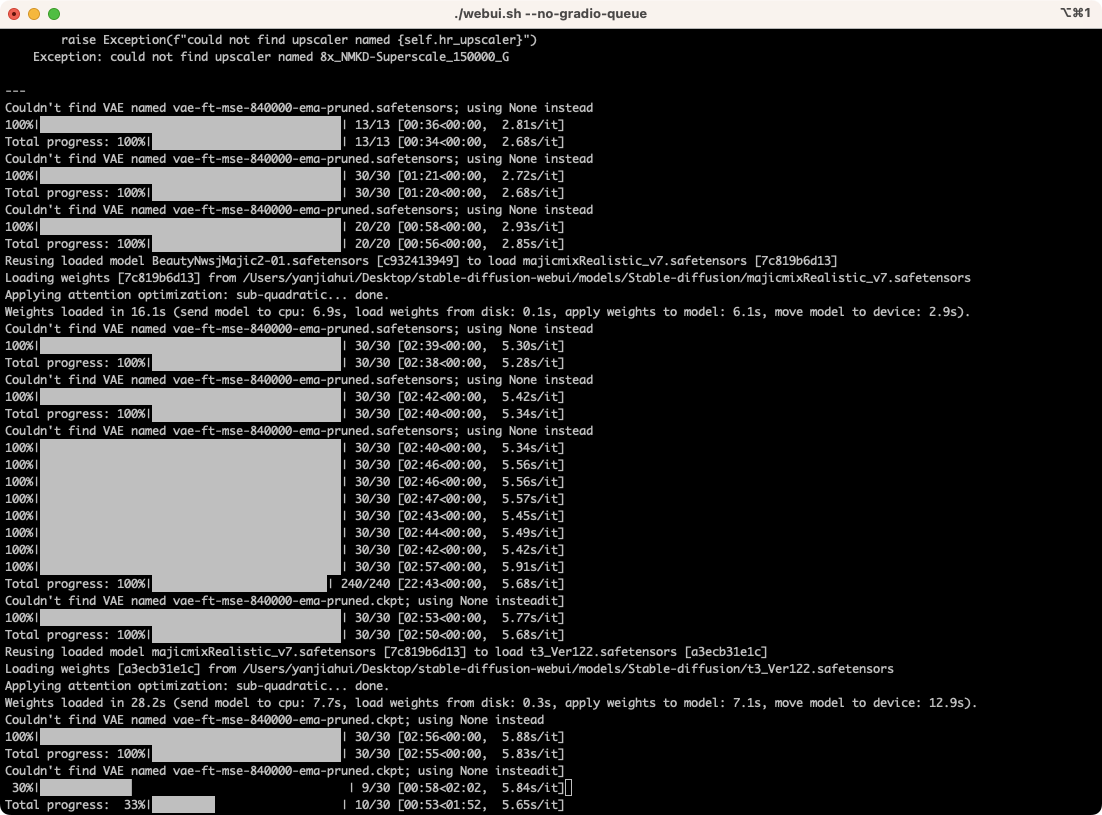 ./webui.sh --no-gradio-queue
⌥⌘1
raise Exception(f"could not find upscaler named {self.hr_upscaler}")
Exception: could not find upscaler named 8x_NMKD-Superscale_150000_G
---
Couldn't find VAE named vae-ft-mse-840000-ema-pruned.safetensors; using None instead
100%| | 13/13 [00:36<00:00,  2.81s/it]
Total progress: 100%| | 13/13 [00:34<00:00,  2.68s/it]
Couldn't find VAE named vae-ft-mse-840000-ema-pruned.safetensors; using None instead
100%| | 30/30 [01:21<00:00,  2.72s/it]
Total progress: 100%| | 30/30 [01:20<00:00,  2.68s/it]
Couldn't find VAE named vae-ft-mse-840000-ema-pruned.safetensors; using None instead
100%| | 20/20 [00:58<00:00,  2.93s/it]
Total progress: 100%| | 20/20 [00:56<00:00,  2.85s/it]
Reusing loaded model BeautyNwsjMajic2-01.safetensors [c932413949] to load majicmixRealistic_v7.safetensors [7c819b6d13]
Loading weights [7c819b6d13] from /Users/yanjiahui/Desktop/stable-diffusion-webui/models/Stable-diffusion/majicmixRealistic_v7.safetensors
Applying attention optimization: sub-quadratic... done.
Weights loaded in 16.1s (send model to cpu: 6.9s, load weights from disk: 0.1s, apply weights to model: 6.1s, move model to device: 2.9s).
Couldn't find VAE named vae-ft-mse-840000-ema-pruned.safetensors; using None instead
100%| | 30/30 [02:39<00:00,  5.30s/it]
Total progress: 100%| | 30/30 [02:38<00:00,  5.28s/it]
Couldn't find VAE named vae-ft-mse-840000-ema-pruned.safetensors; using None instead
100%| | 30/30 [02:42<00:00,  5.42s/it]
Total progress: 100%| | 30/30 [02:40<00:00,  5.34s/it]
Couldn't find VAE named vae-ft-mse-840000-ema-pruned.safetensors; using None instead
100%| | 30/30 [02:40<00:00,  5.34s/it]
100%| | 30/30 [02:46<00:00,  5.56s/it]
100%| | 30/30 [02:46<00:00,  5.56s/it]
100%| | 30/30 [02:47<00:00,  5.57s/it]
100%| | 30/30 [02:43<00:00,  5.45s/it]
100%| | 30/30 [02:44<00:00,  5.49s/it]
100%| | 30/30 [02:42<00:00,  5.42s/it]
100%| | 30/30 [02:57<00:00,  5.91s/it]
Total progress: 100%| | 240/240 [22:43<00:00,  5.68s/it]
Couldn't find VAE named vae-ft-mse-840000-ema-pruned.ckpt; using None insteadit]
100%| | 30/30 [02:53<00:00,  5.77s/it]
Total progress: 100%| | 30/30 [02:50<00:00,  5.68s/it]
Reusing loaded model majicmixRealistic_v7.safetensors [7c819b6d13] to load t3_Ver122.safetensors [a3ecb31e1c]
Loading weights [a3ecb31e1c] from /Users/yanjiahui/Desktop/stable-diffusion-webui/models/Stable-diffusion/t3_Ver122.safetensors
Applying attention optimization: sub-quadratic... done.
Weights loaded in 28.2s (send model to cpu: 7.7s, load weights from disk: 0.3s, apply weights to model: 7.1s, move model to device: 12.9s).
Couldn't find VAE named vae-ft-mse-840000-ema-pruned.ckpt; using None instead
100%| | 30/30 [02:56<00:00,  5.88s/it]
Total progress: 100%| | 30/30 [02:55<00:00,  5.83s/it]
Couldn't find VAE named vae-ft-mse-840000-ema-pruned.ckpt; using None insteadit]
30%| | 9/30 [00:58<02:02,  5.84s/it]
Total progress:  33%| | 10/30 [00:53<01:52,  5.65s/it]